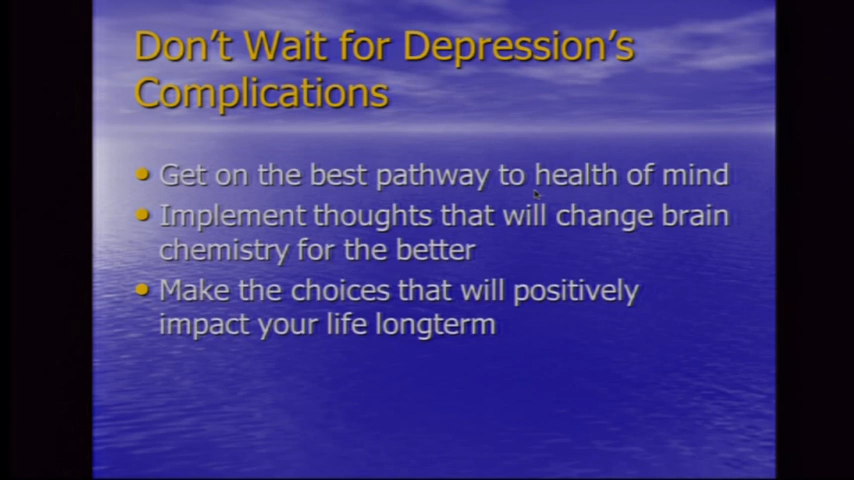 Don't Wait for Depression's
Complications
• Get on the best pathway to health of mind
• Implement thoughts that will change brain
chemistry for the better
• Make the choices that will positively
impact your life longterm